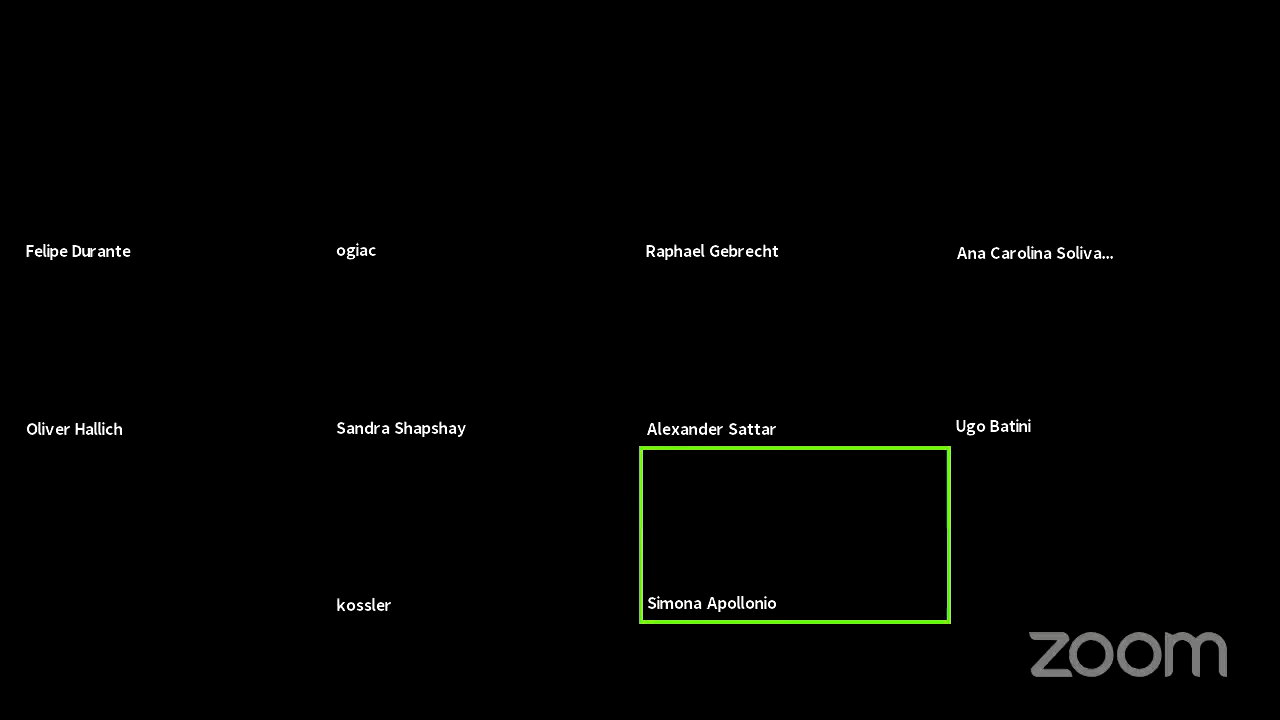 Felipe Durante
ogiac
Raphael Gebrecht
Ana Carolina Soliva...
Oliver Hallich
Sandra Shapshay
Alexander Sattar
Ugo Batini
kossler
Simona Apollonio
zoom